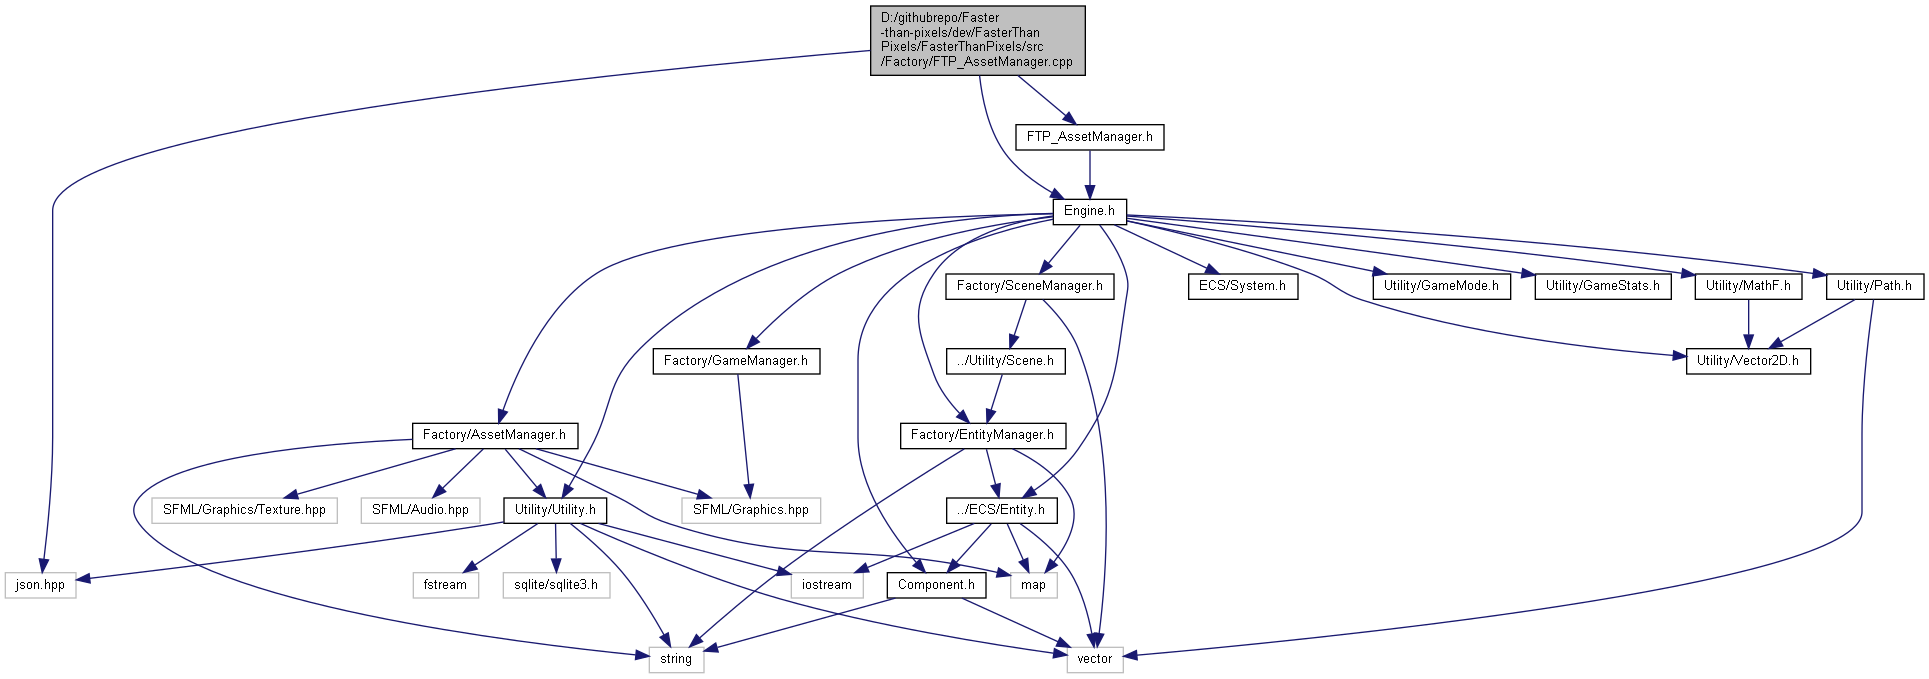 D:/githubrepo/Faster
-than-pixels/dev/FasterThan
Pixels/FasterThanPixels/src
/Factory/FTP_AssetManager.cpp
FTP_AssetManager.h
Engine.h
Factory/SceneManager.h
ECS/System.h
Utility/GameMode.h
Utility/GameStats.h
Utility/MathF.h
Utility/Path.h
Factory/GameManager.h
../Utility/Scene.h
Utility/Vector2D.h
Factory/AssetManager.h
Factory/EntityManager.h
SFML/Graphics/Texture.hpp
SFML/Audio.hpp
Utility/Utility.h
SFML/Graphics.hpp
../ECS/Entity.h
json.hpp
fstream
sqlite/sqlite3.h
iostream
Component.h
map
string
vector